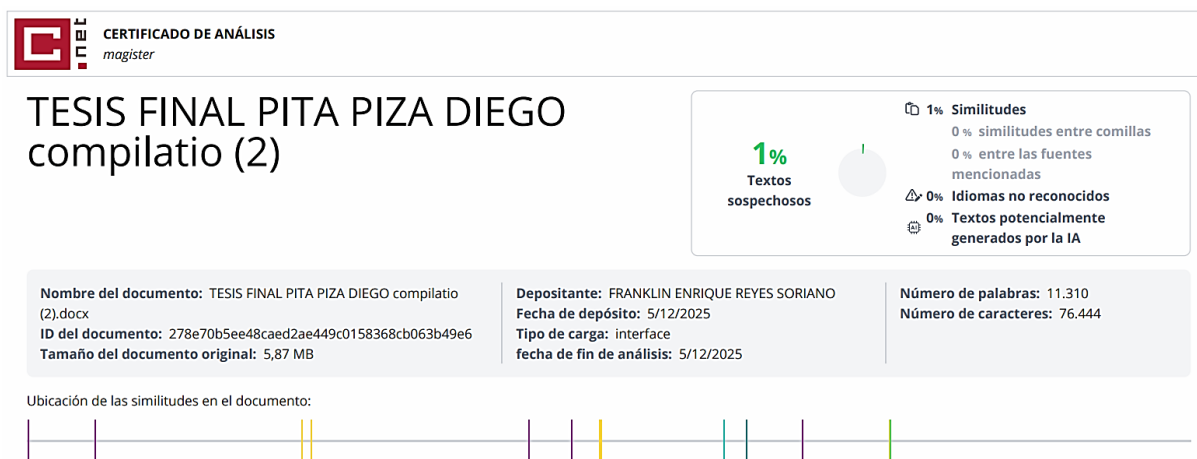 C
.net
CERTIFICADO DE ANÁLISIS
magister
TESIS FINAL PITA PIZA DIEGO
compilatio (2)
1%
Textos
sospechosos
1% Similitudes
0 % similitudes entre comillas
0 % entre las fuentes
mencionadas
0% Idiomas no reconocidos
0% Textos potencialmente
AI
generados por la IA
Nombre del documento: TESIS FINAL PITA PIZA DIEGO compilatio
(2).docx
ID del documento: 278e70b5ee48caed2ae449c0158368cb063b49e6
Tamaño del documento original: 5,87 MB
Depositante: FRANKLIN ENRIQUE REYES SORIANO
Fecha de depósito: 5/12/2025
Tipo de carga: interface
fecha de fin de análisis: 5/12/2025
Número de palabras: 11.310
Número de caracteres: 76.444
Ubicación de las similitudes en el documento: